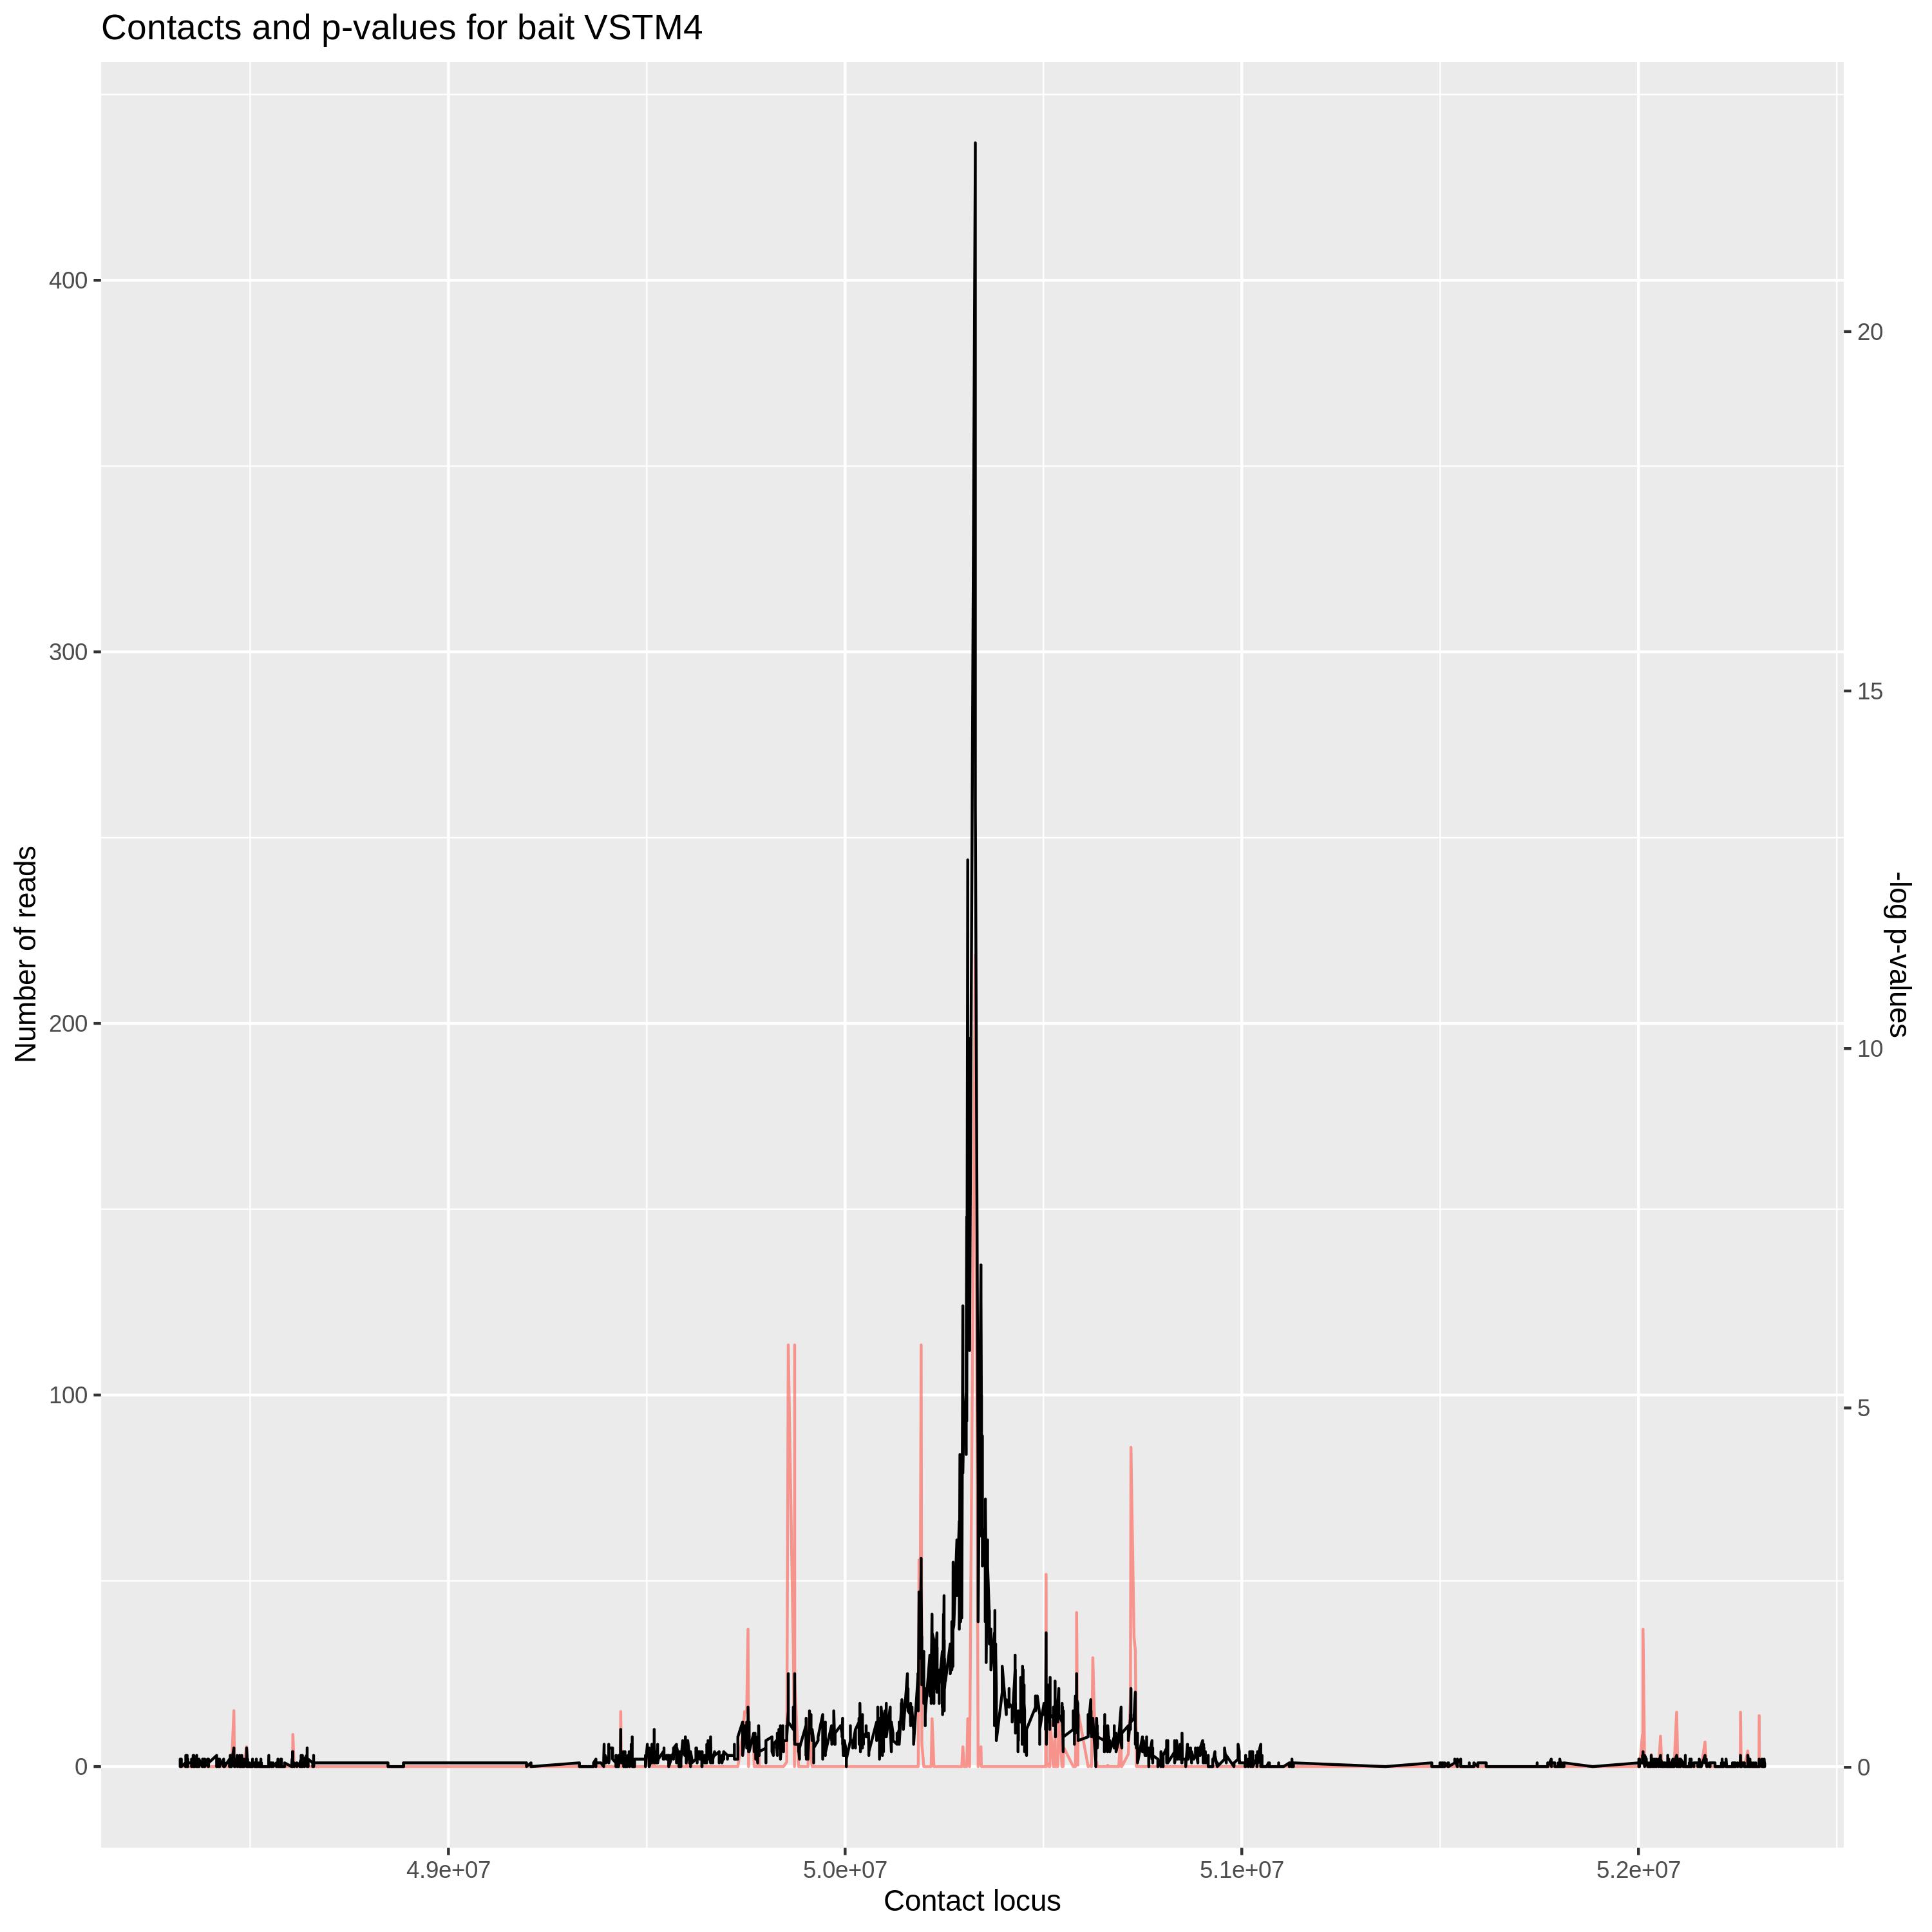 Contacts and p-values for bait VSTM4
400
300
200
100
0
Number of reads
20
15
10
5
0
-log p-values
4.9e+07
5.0e+07
5.1e+07
5.2e+07
Contact locus